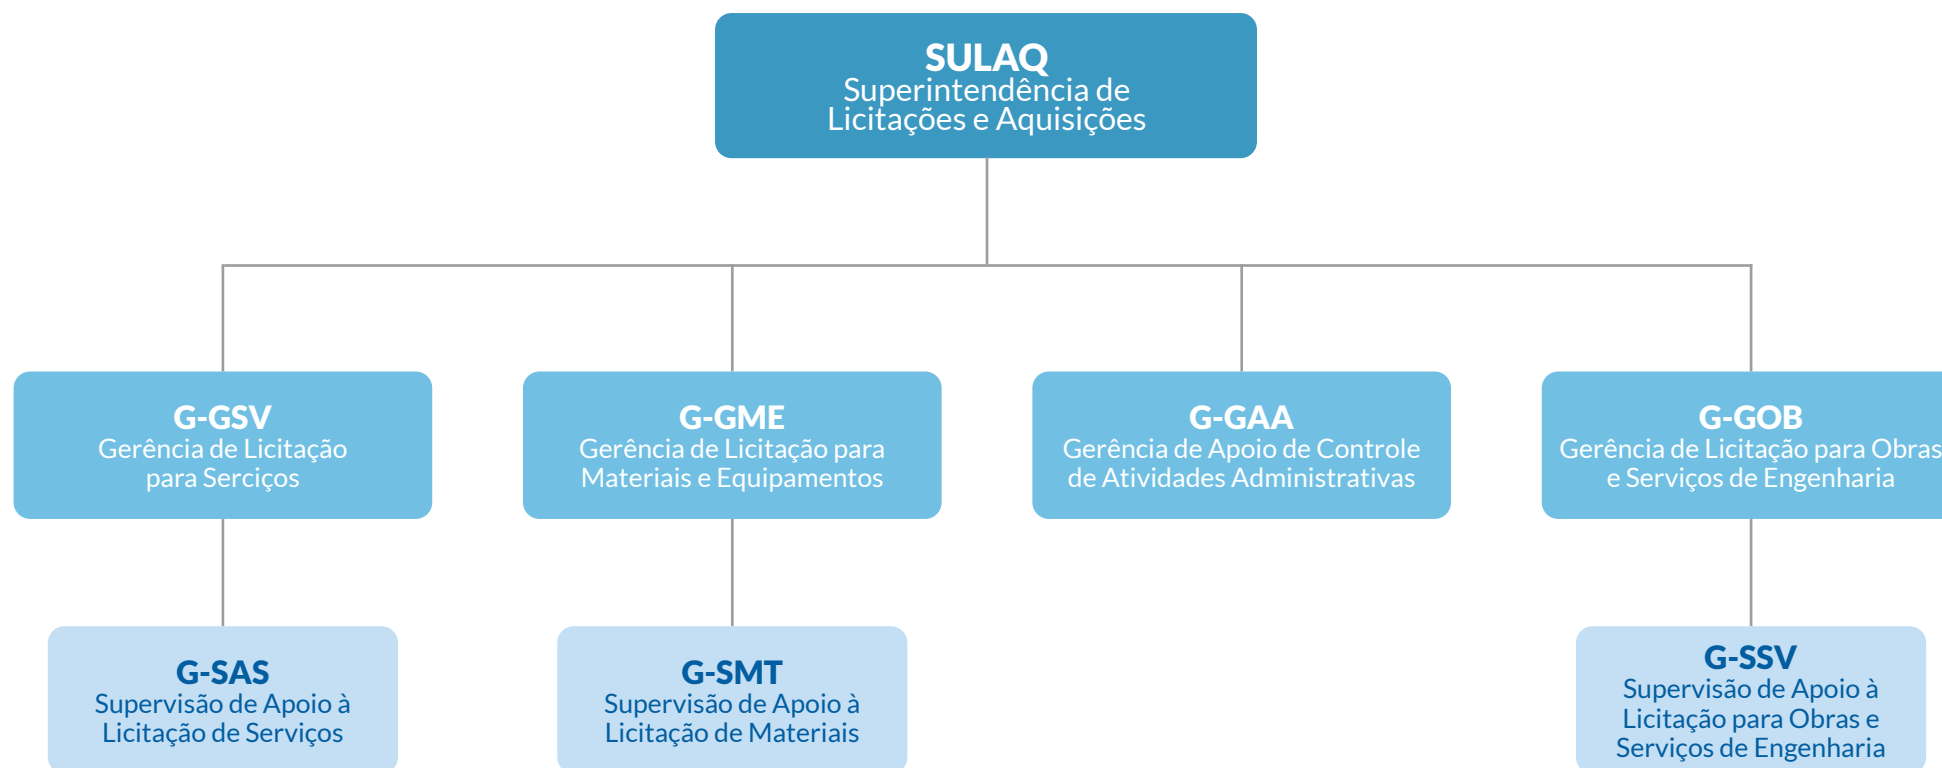 SULAQ
Superintendência de
Licitações e Aquisições
G-GSV
Gerência de Licitação
para Serciços
G-GME
Gerência de Licitação para
Materiais e Equipamentos
G-GAA
Gerência de Apoio de Controle
de Atividades Administrativas
G-GOB
Gerência de Licitação para Obras
e Serviços de Engenharia
G-SAS
Supervisão de Apoio à
Licitação de Serviços
G-SMT
Supervisão de Apoio à
Licitação de Materiais
G-SSV
Supervisão de Apoio à
Licitação para Obras e
Serviços de Engenharia